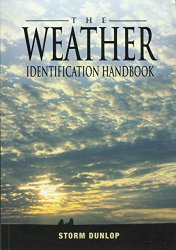 THE
WEATHER
IDENTIFICATION HANDBOOK
STORM DUNLOP